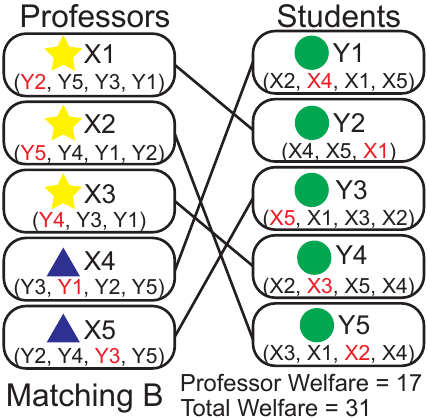 Professors
Students
X1
(Y2, Y5, Y3, Y1)
X2
(Y5, Y4, Y1, Y2)
X3
(Y4, Y3, Y1)
X4
(Y3, Y1, Y2, Y5)
X5
(Y2, Y4, Y3, Y5)
Y1
(X2, X4, X1, X5)
Y2
(X4, X5, X1)
Y3
(X5, X1, X3, X2)
Y4
(X2, X3, X5, X4)
Y5
(X3, X1, X2, X4)
Matching B
Professor Welfare = 17
Total Welfare = 31